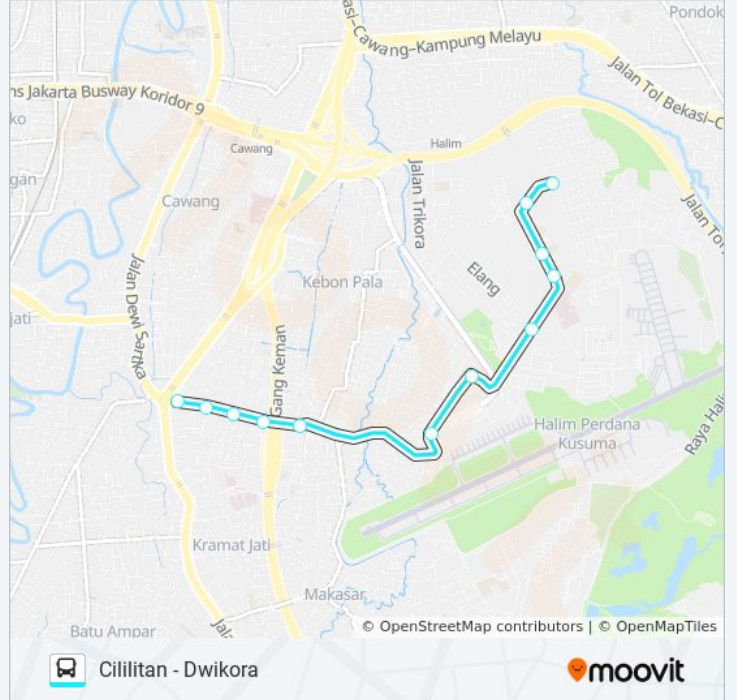 Pondok
asi-Cawang-Kampung Melayu
ns Jakarta Busway Koridor 9
Jalan Tol Bekasi-C
ko
Halim
Cawang
gan
Jalan Trikora
Cawang
Jalan Tol
Elang
Kebon Pala
jati
Jalan Dewi Sartika
Gang Keman
Halim Perdana
Kusuma
Raya Hali
Kramat Jati
Makasar
Jala
Batu Ampar
© OpenStreetMap contributors | © OpenMapTiles
Cililitan - Dwikora
moovit